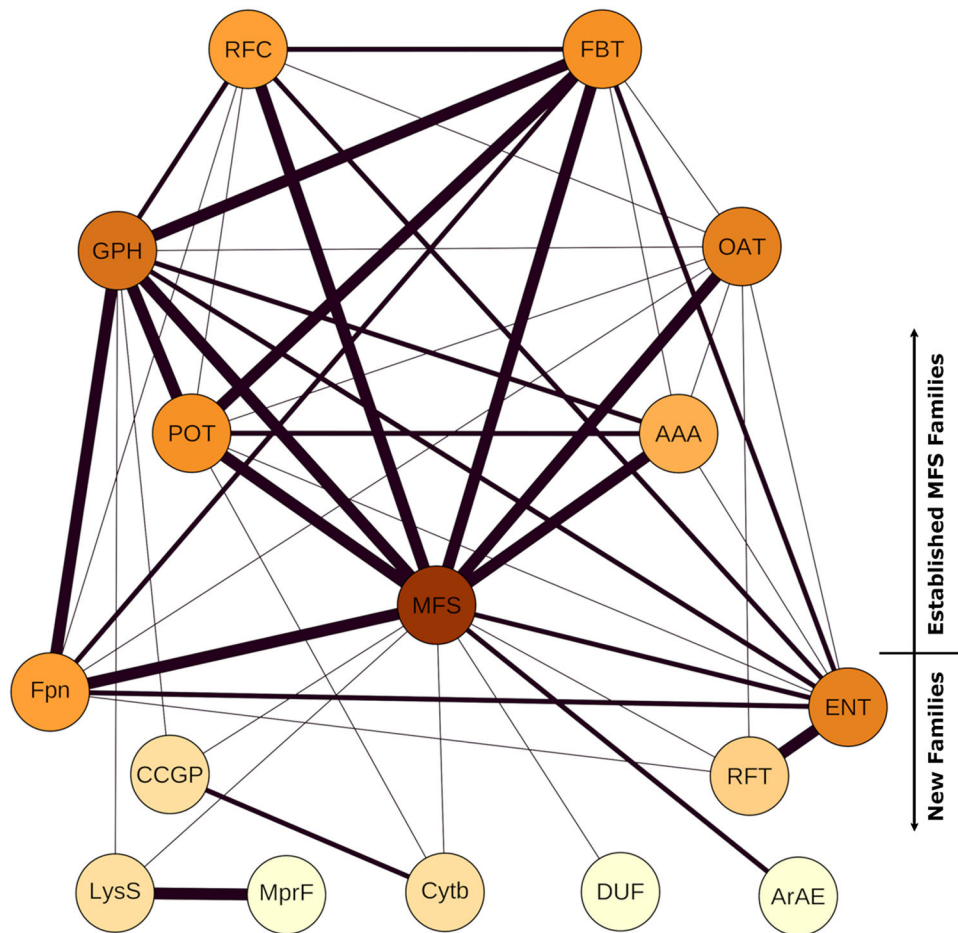 RFC
FBT
GPH
OAT
POT
AAA
MFS
Fpn
ENT
CCGP
RFT
LysS
MprF
Cytb
DUF
ArAE
Established MFS Families
New Families